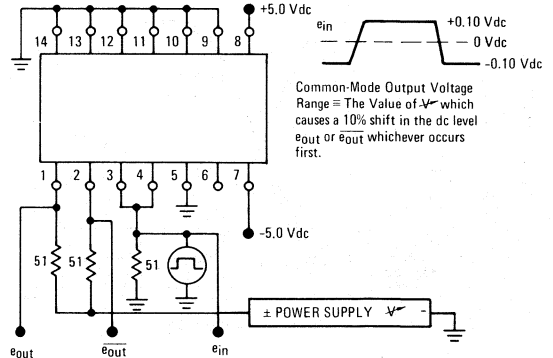 +5.0 Vdc
14 13 12 11 10 9 8
e_in
+0.10 Vdc
0 Vdc
-0.10 Vdc
Common-Mode Output Voltage
Range ≡ The Value of V which
causes a 10% shift in the dc level
e_out or e̅_out whichever occurs
first.
1 2 3 4 5 6 7
-5.0 Vdc
51 51 51
± POWER SUPPLY V -
e_out e̅_out e_in